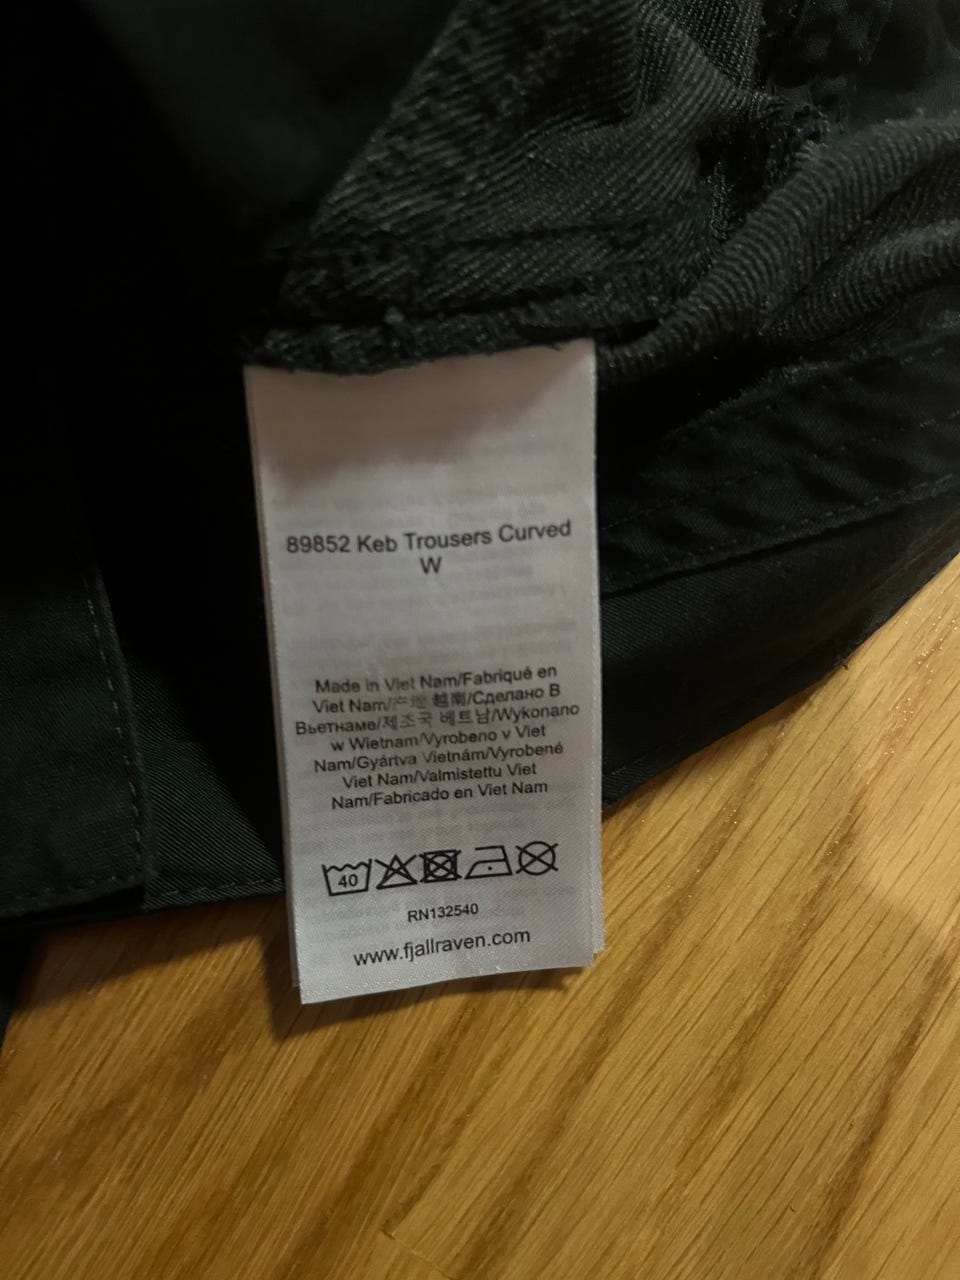 89852 Keb Trousers Curved
W
Made in Viet Nam/Fabriqué en
Viet Nam/产地 越南/Сделано В
Вьетнаме/제조국 베트남/Wykonano
w Wietnam/Vyrobeno v Viet
Nam/Gyártva Vietnám/Vyrobené
Viet Nam/Valmistettu Viet
Nam/Fabricado en Viet Nam
40
RN132540
www.fjallraven.com